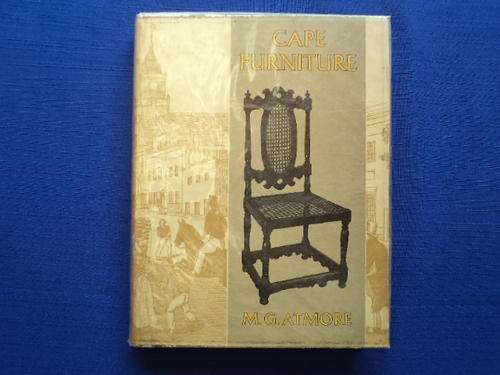 CAPE
FURNITURE
M. G. ATMORE